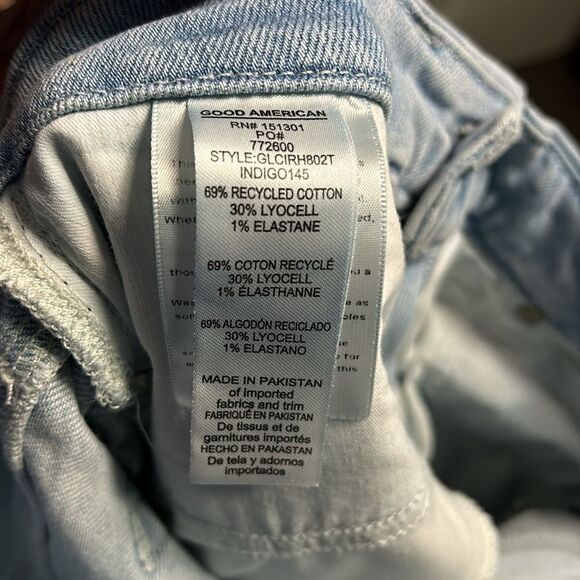 GOOD AMERICAN
RN# 151301
PO#
772600
STYLE:GLCIRH802T
INDIGO145
69% RECYCLED COTTON
30% LYOCELL
1% ELASTANE
69% COTON RECYCLÉ
30% LYOCELL
1% ÉLASTHANNE
69% ALGODÓN RECICLADO
30% LYOCELL
1% ELASTANO
MADE IN PAKISTAN
of imported
fabrics and trim
FABRIQUÉ EN PAKISTAN
De tissus et de
garnitures importés
HECHO EN PAKISTAN
De tela y adornos
importados